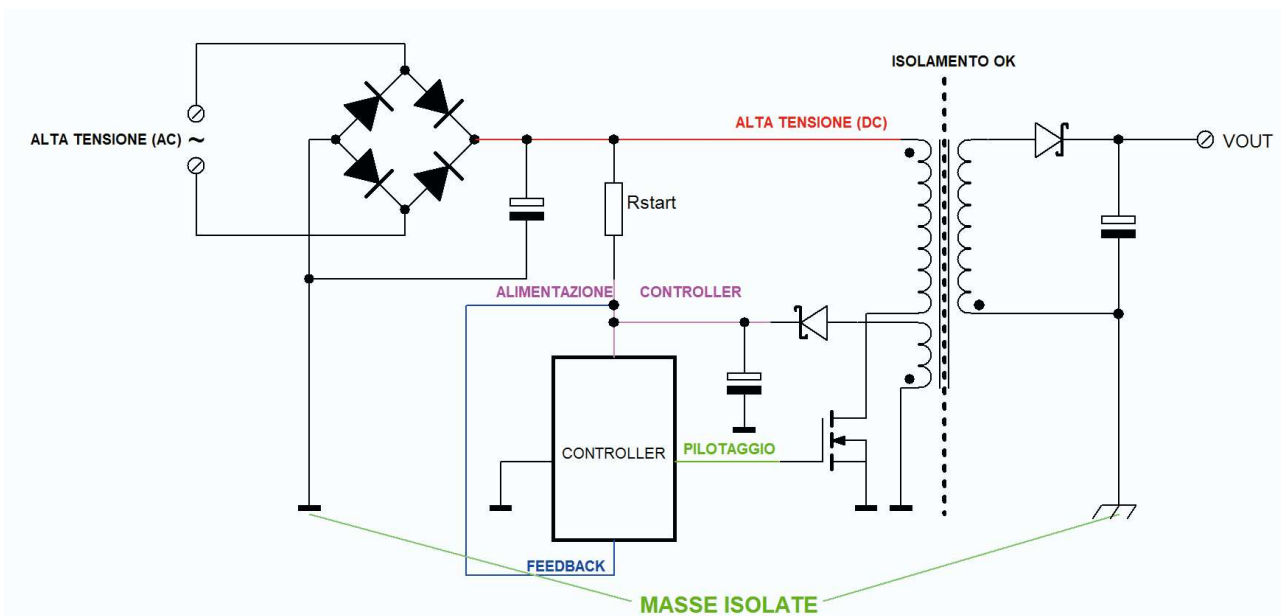 ISOLAMENTO OK
ALTA TENSIONE (DC)
ALTA TENSIONE (AC) ~
VOUT
Rstart
ALIMENTAZIONE CONTROLLER
PILOTAGGIO
CONTROLLER
FEEDBACK
MASSE ISOLATE